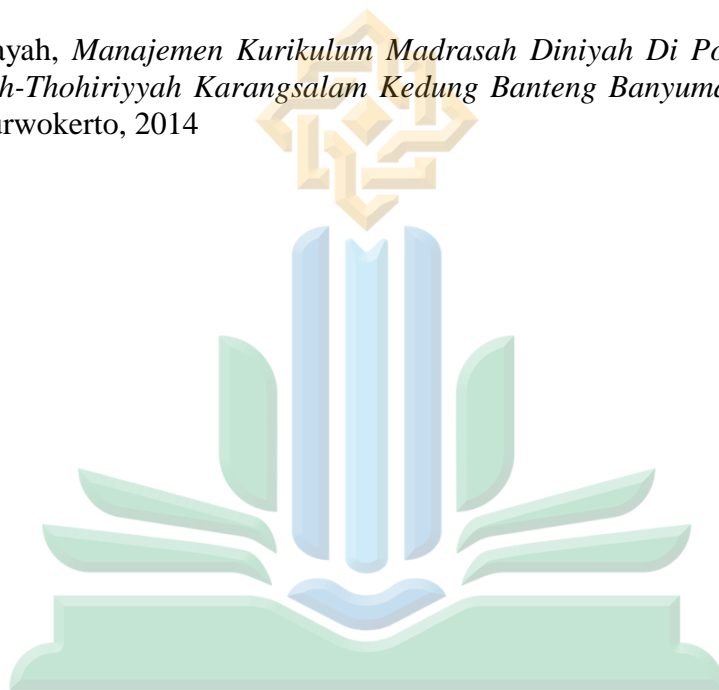 ayah, Manajemen Kurikulum Madrasah Diniyah Di Po
h-Thohiriyyah Karangsalam Kedung Banteng Banyuma
urwokerto, 2014